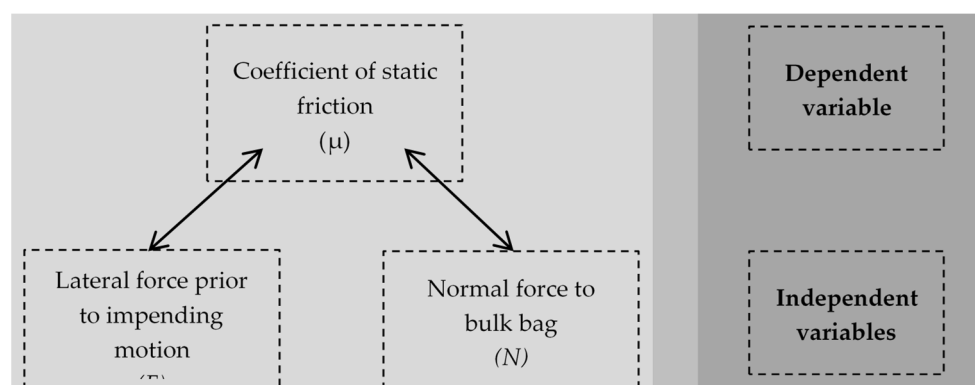 Coefficient of static
friction
(μ)
Dependent
variable
Lateral force prior
to impending
motion
Normal force to
bulk bag
(N)
Independent
variables